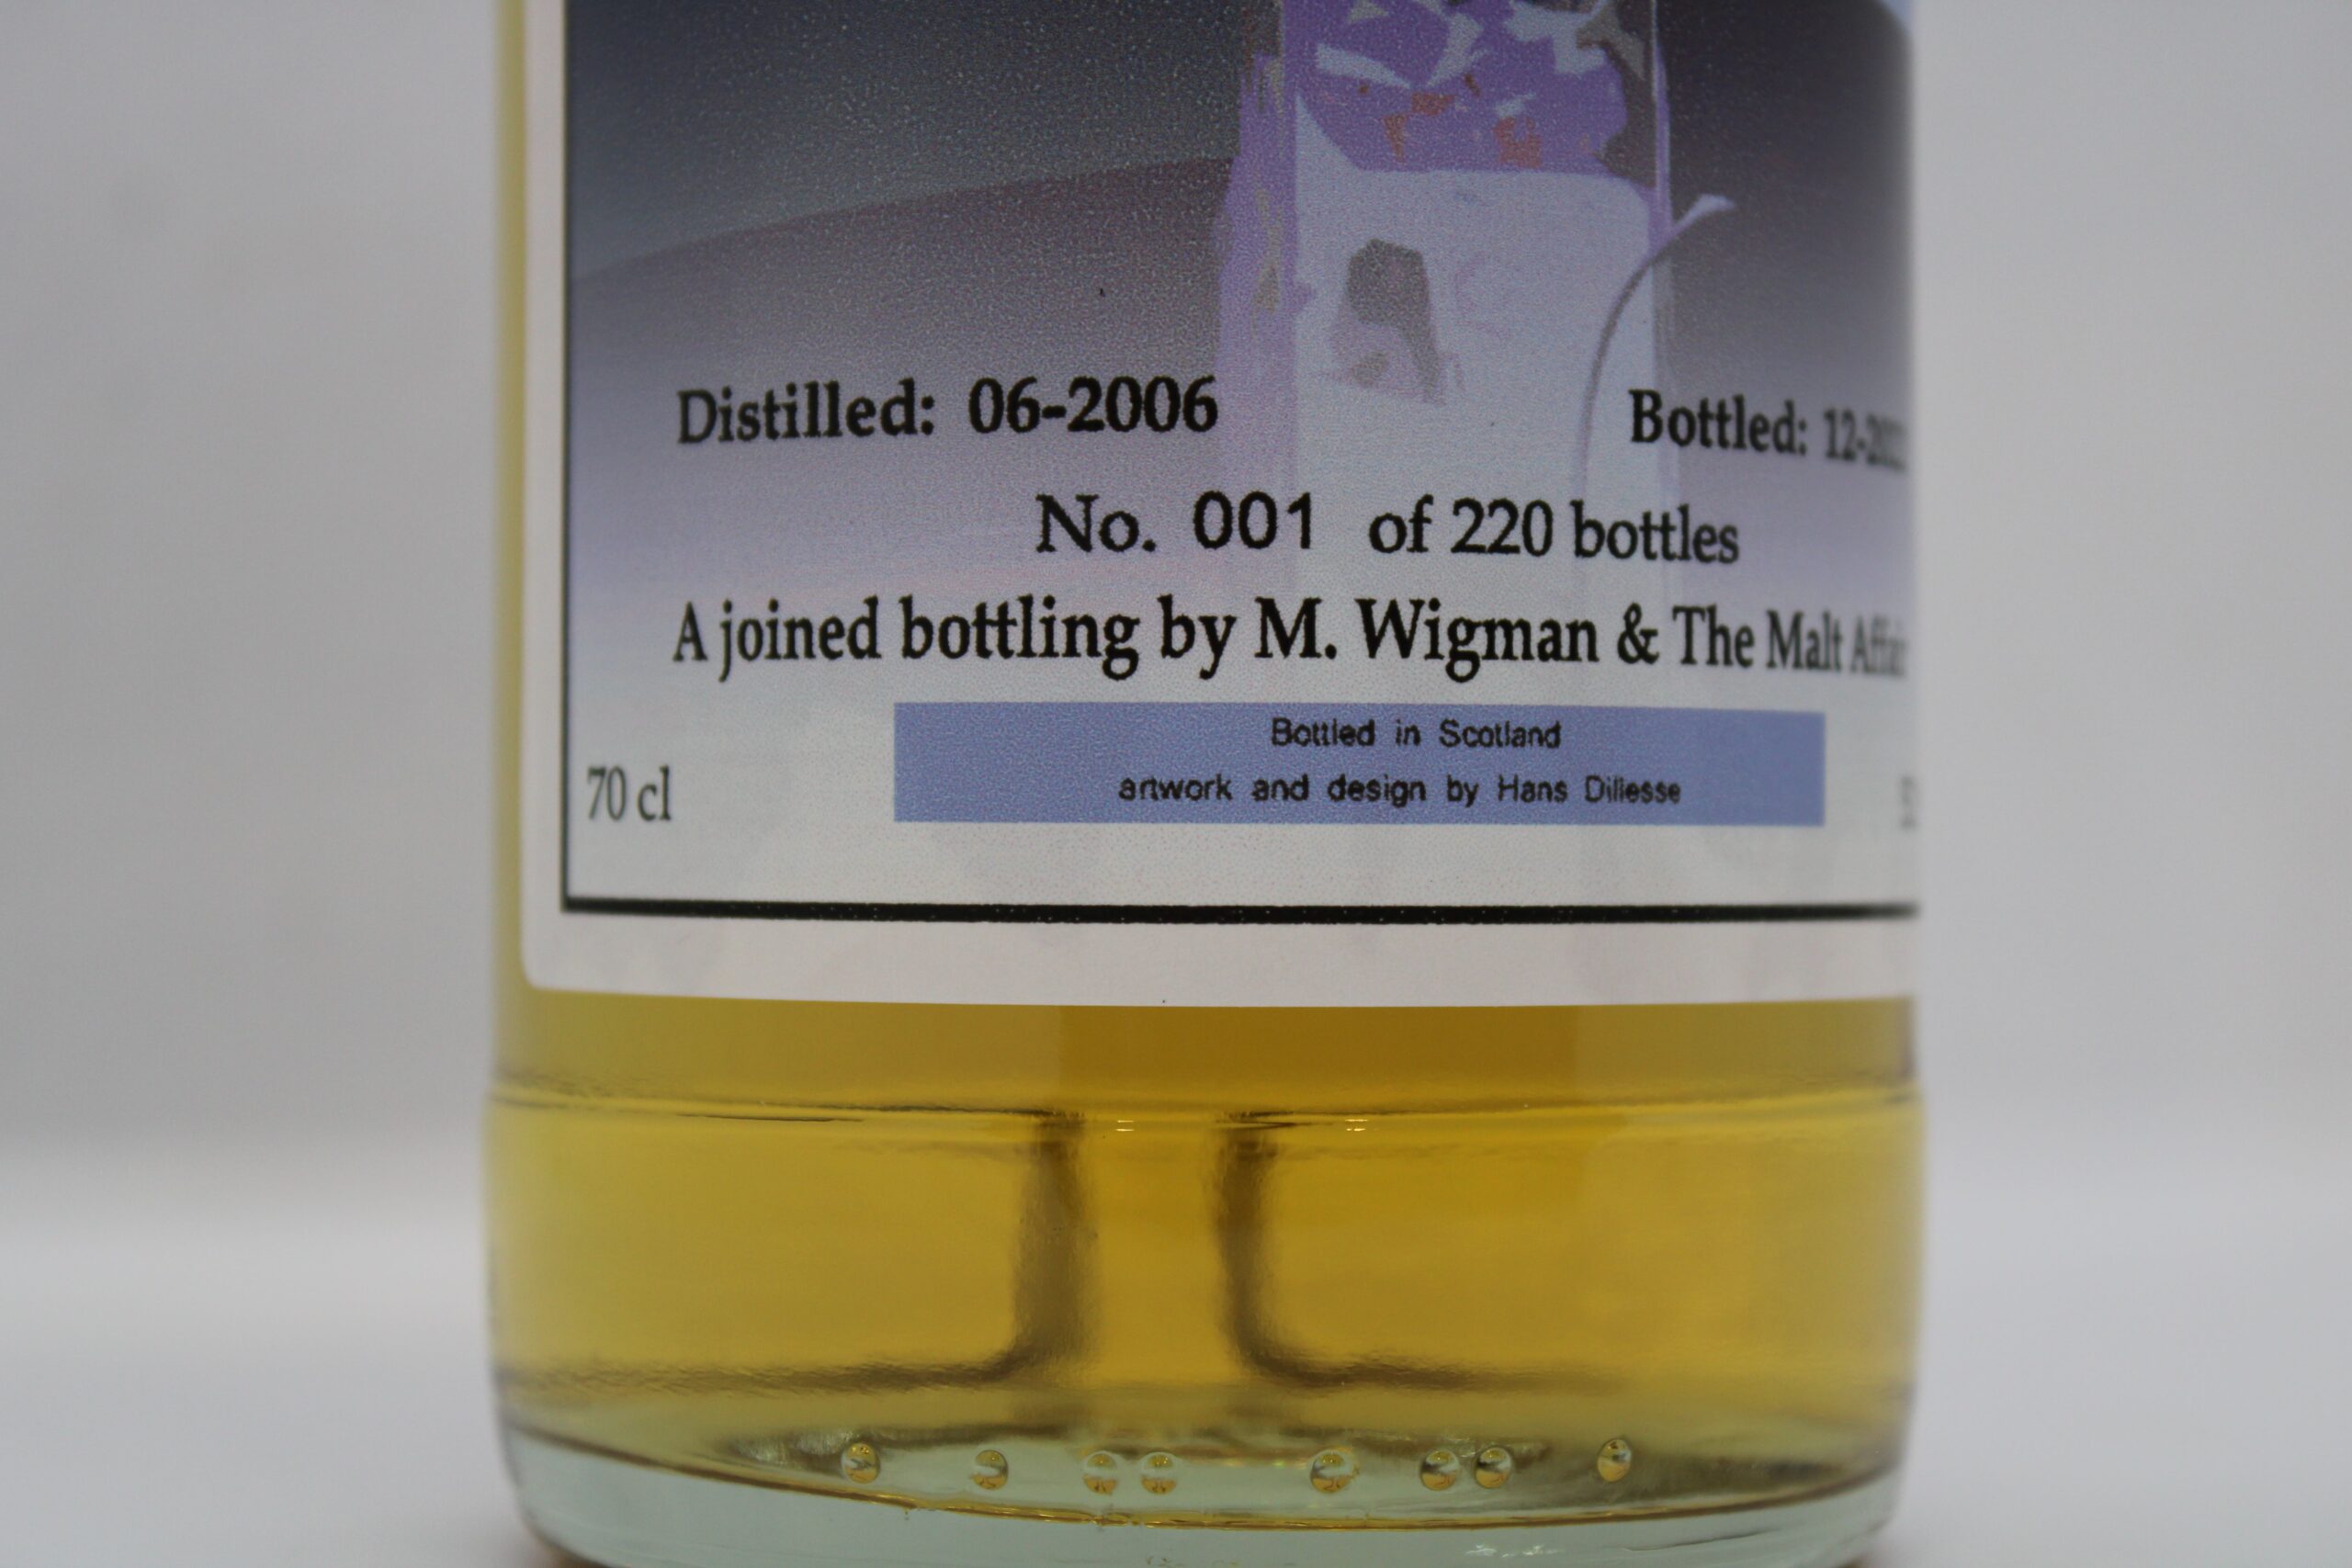 Distilled: 06-2006
Bottled:
No. 001 of 220 bottles
A joined bottling by M. Wigman & The Malt Affair
Bottled in Scotland
70 cl
artwork and design by Hans Dillesse